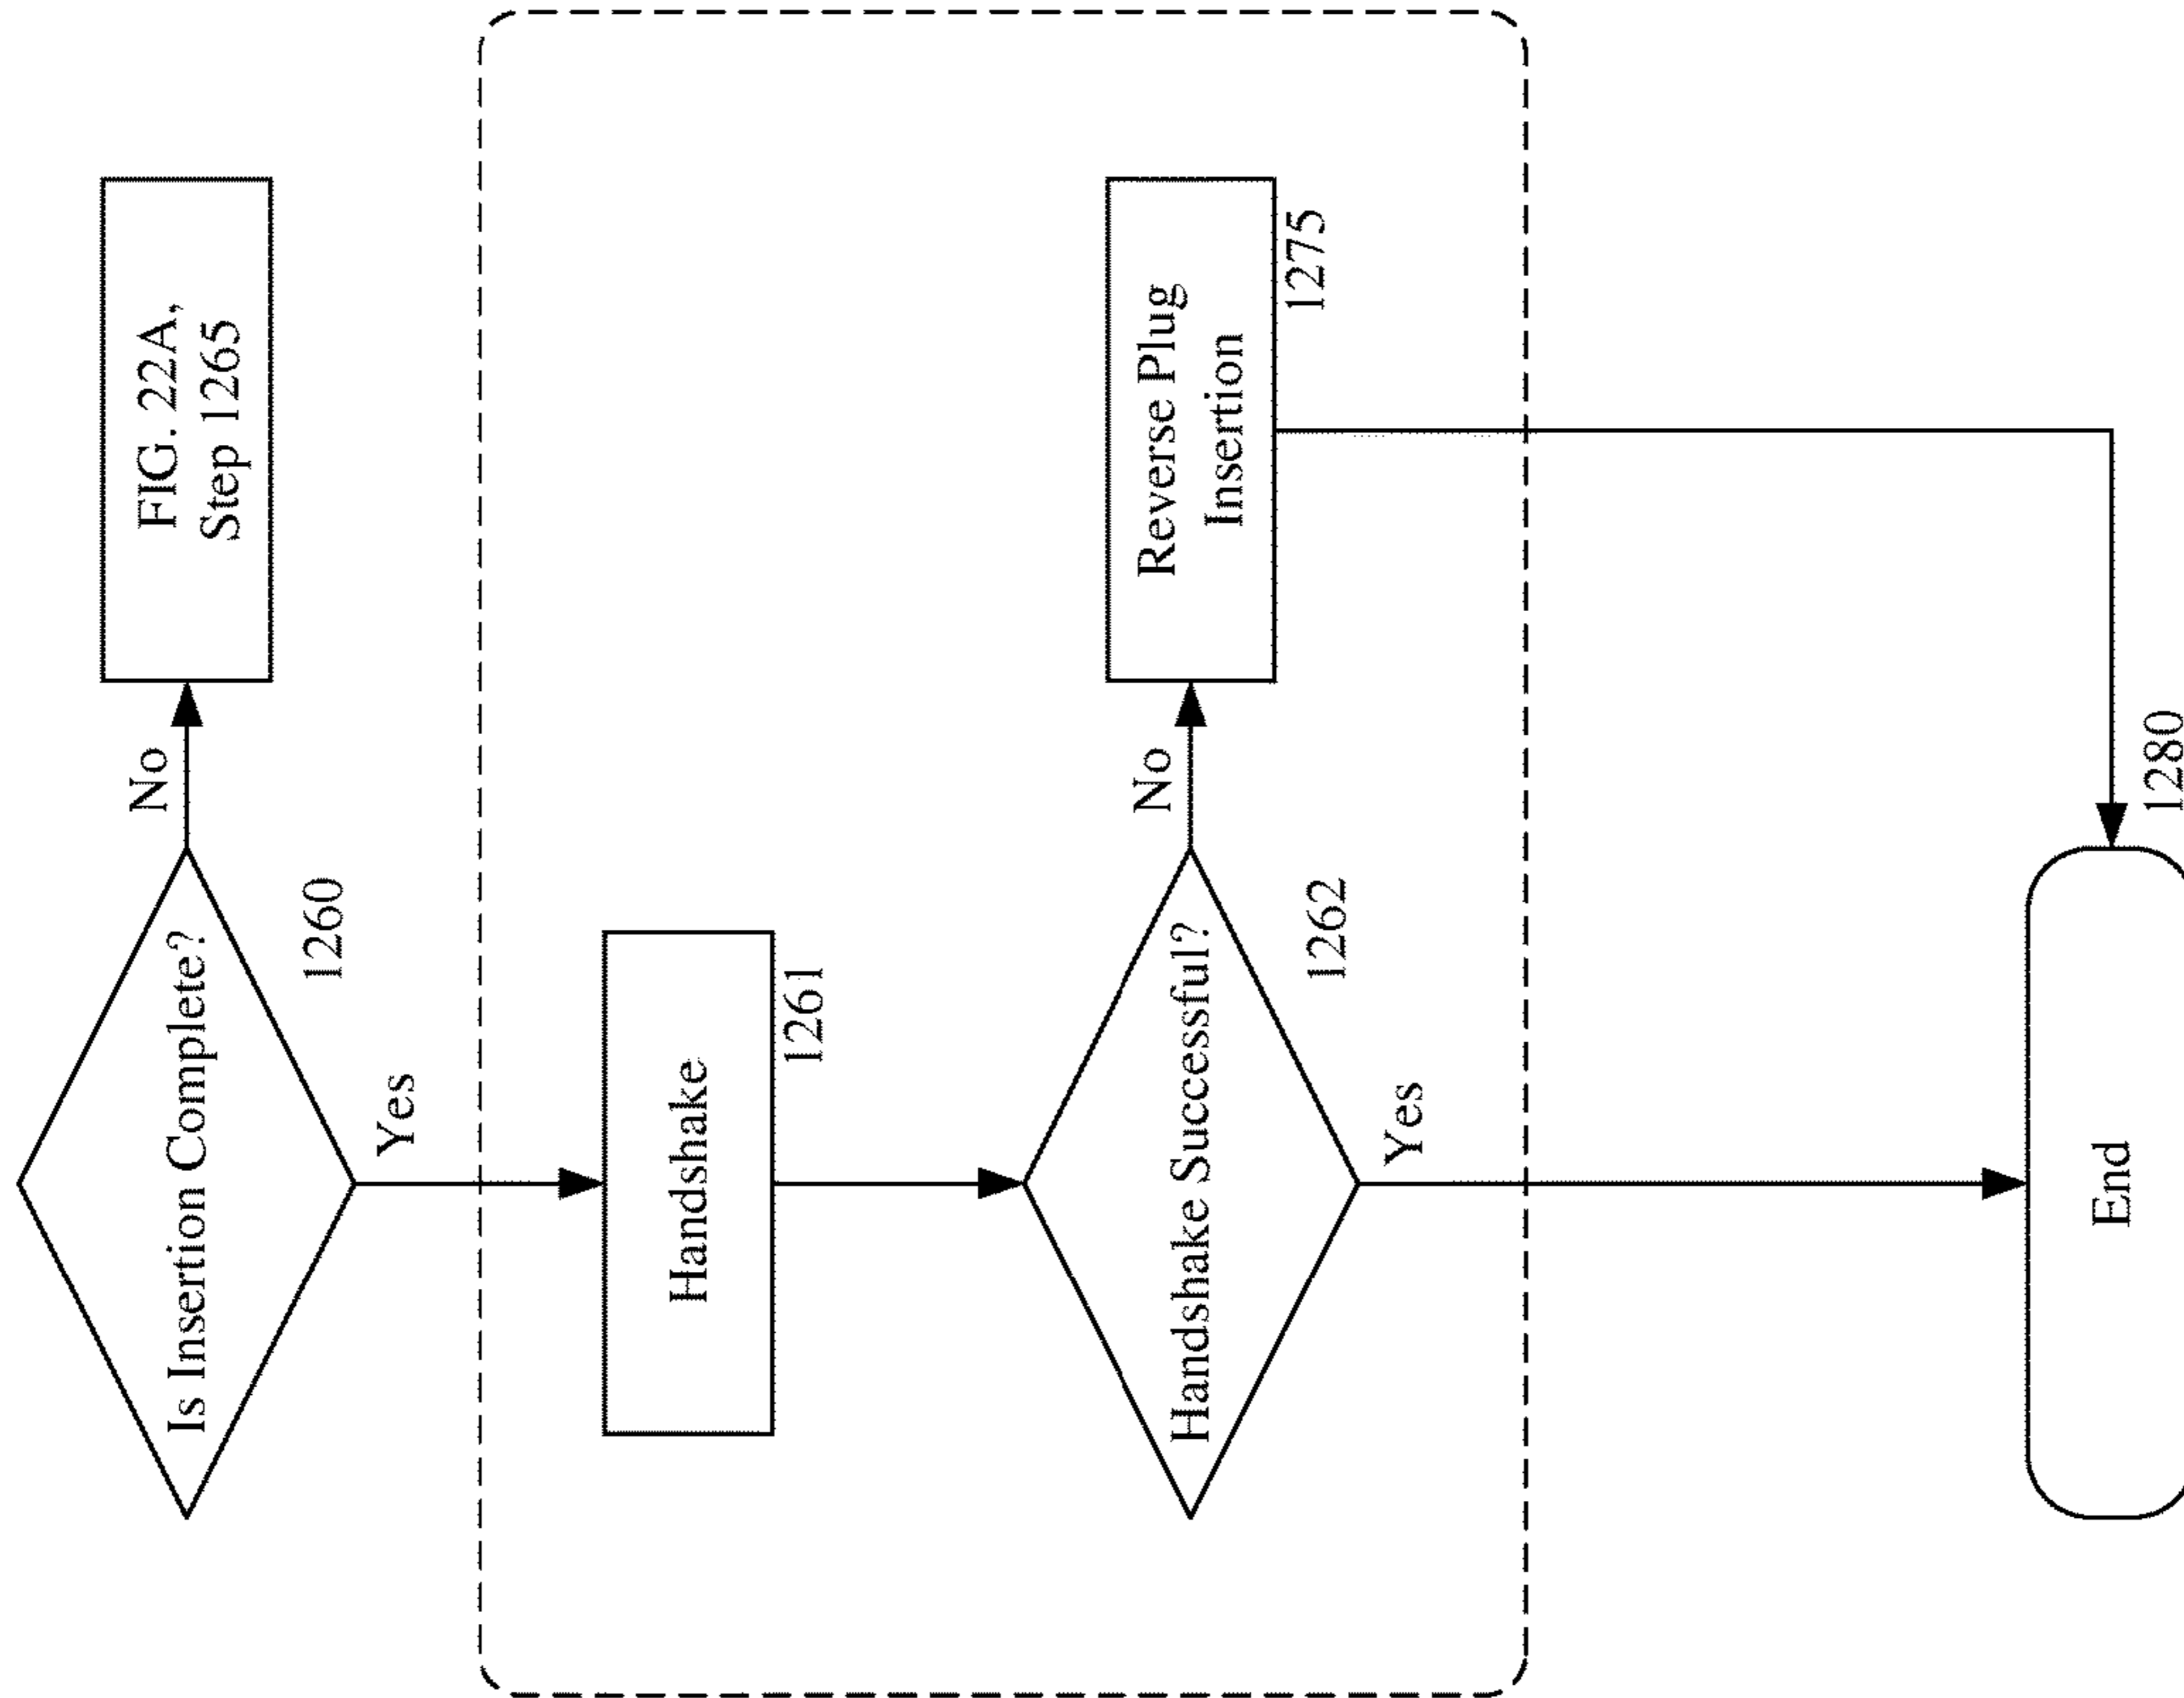 Is Insertion Complete?
1260
No
FIG. 22A,
Step 1265
Yes
Handshake
1261
Handshake Successful?
1262
No
Reverse Plug
Insertion
1275
Yes
End
1280